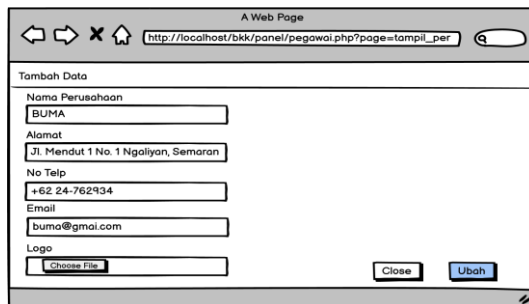 A Web Page
http://localhost/bkk/panel/pegawai.php?page=tampil_per
Tambah Data
Nama Perusahaan
BUMA
Alamat
Jl. Mendut 1 No. 1 Ngaliyan, Semaran
No Telp
+62 24-762934
Email
buma@gmai.com
Logo
Choose File
Close
Ubah